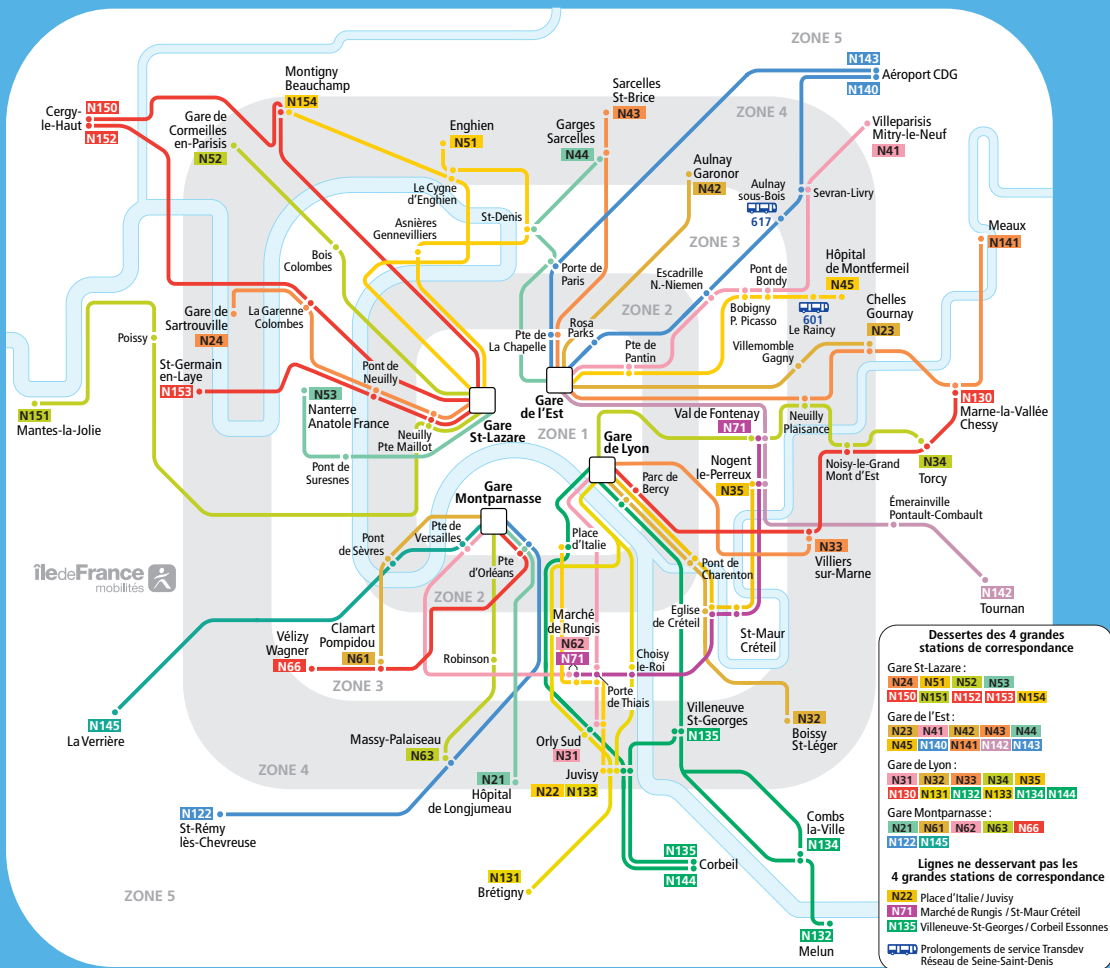 ZONE 5
N143
Aéroport CDG
N140
Montigny
Beauchamp
N154
Sarcelles
St-Brice
N43
Cergy-
le-Haut
N150
N152
Gare de
Cormeilles
en-Parisis
N52
Enghien
N51
Garges
Sarcelles
N44
ZONE 4
Villeparisis
Mitry-le-Neuf
N41
Aulnay
Garonor
N42
Le Cygne
d'Enghien
Aulnay
sous-Bois
617
Sevran-Livry
St-Denis
Asnières
Gennevilliers
Meaux
N141
ZONE 3
Bois
Colombes
Porte de
Paris
Escadrille
N.-Niemen
Pont de
Bondy
Hôpital
de Montfermeil
N45
ZONE 2
Bobigny
P. Picasso
601
Le Raincy
Chelles
Gournay
N23
Gare de
Sartrouville
N24
La Garenne
Colombes
Poissy
Pte de
La Chapelle
Rosa
Parks
Pte de
Pantin
Villemomble
Gagny
St-Germain
en-Laye
N153
Pont de
Neuilly
N53
Nanterre
Anatole France
Gare
de l'Est
N151
Mantes-la-Jolie
Neuilly
Pte Maillot
Gare
St-Lazare
ZONE 1
Val de Fontenay
N71
Neuilly
Plaisance
N130
Marne-la-Vallée
Chessy
Pont de
Suresnes
Gare
de Lyon
Nogent
le-Perreux
N35
Noisy-le-Grand
Mont d'Est
N34
Torcy
Gare
Montparnasse
Parc de
Bercy
Émerainville
Pontault-Combault
Pte de
Versailles
Place
d'Italie
N33
Villiers
sur-Marne
Pont
de Sèvres
Pte
d'Orléans
Pont de
Charenton
îledeFrance
mobilités
ZONE 2
N142
Tournan
Marché
de Rungis
N62
N71
Eglise
de Créteil
St-Maur
Créteil
Vélizy
Wagner
N66
Clamart
Pompidou
N61
Robinson
Choisy
le-Roi
ZONE 3
Porte
de Thiais
N145
La Verrière
Villeneuve
St-Georges
N135
N32
Boissy
St-Léger
Massy-Palaiseau
N63
Orly Sud
N31
ZONE 4
N21
Hôpital
de Longjumeau
Juvisy
N22 N133
N122
St-Rémy
lès-Chevreuse
Combs
la-Ville
N134
N135
Corbeil
N144
N131
Brétigny
ZONE 5
N132
Melun
Dessertes des 4 grandes
stations de correspondance
Gare St-Lazare :
N24 N51 N52 N53
N150 N151 N152 N153 N154
Gare de l'Est :
N23 N41 N42 N43 N44
N45 N140 N141 N142 N143
Gare de Lyon :
N31 N32 N33 N34 N35
N130 N131 N132 N133 N134 N144
Gare Montparnasse :
N21 N61 N62 N63 N66
N122 N145
Lignes ne desservant pas les
4 grandes stations de correspondance
N22 Place d'Italie / Juvisy
N71 Marché de Rungis / St-Maur Créteil
N135 Villeneuve-St-Georges / Corbeil Essonnes
Prolongements de service Transdev
Réseau de Seine-Saint-Denis